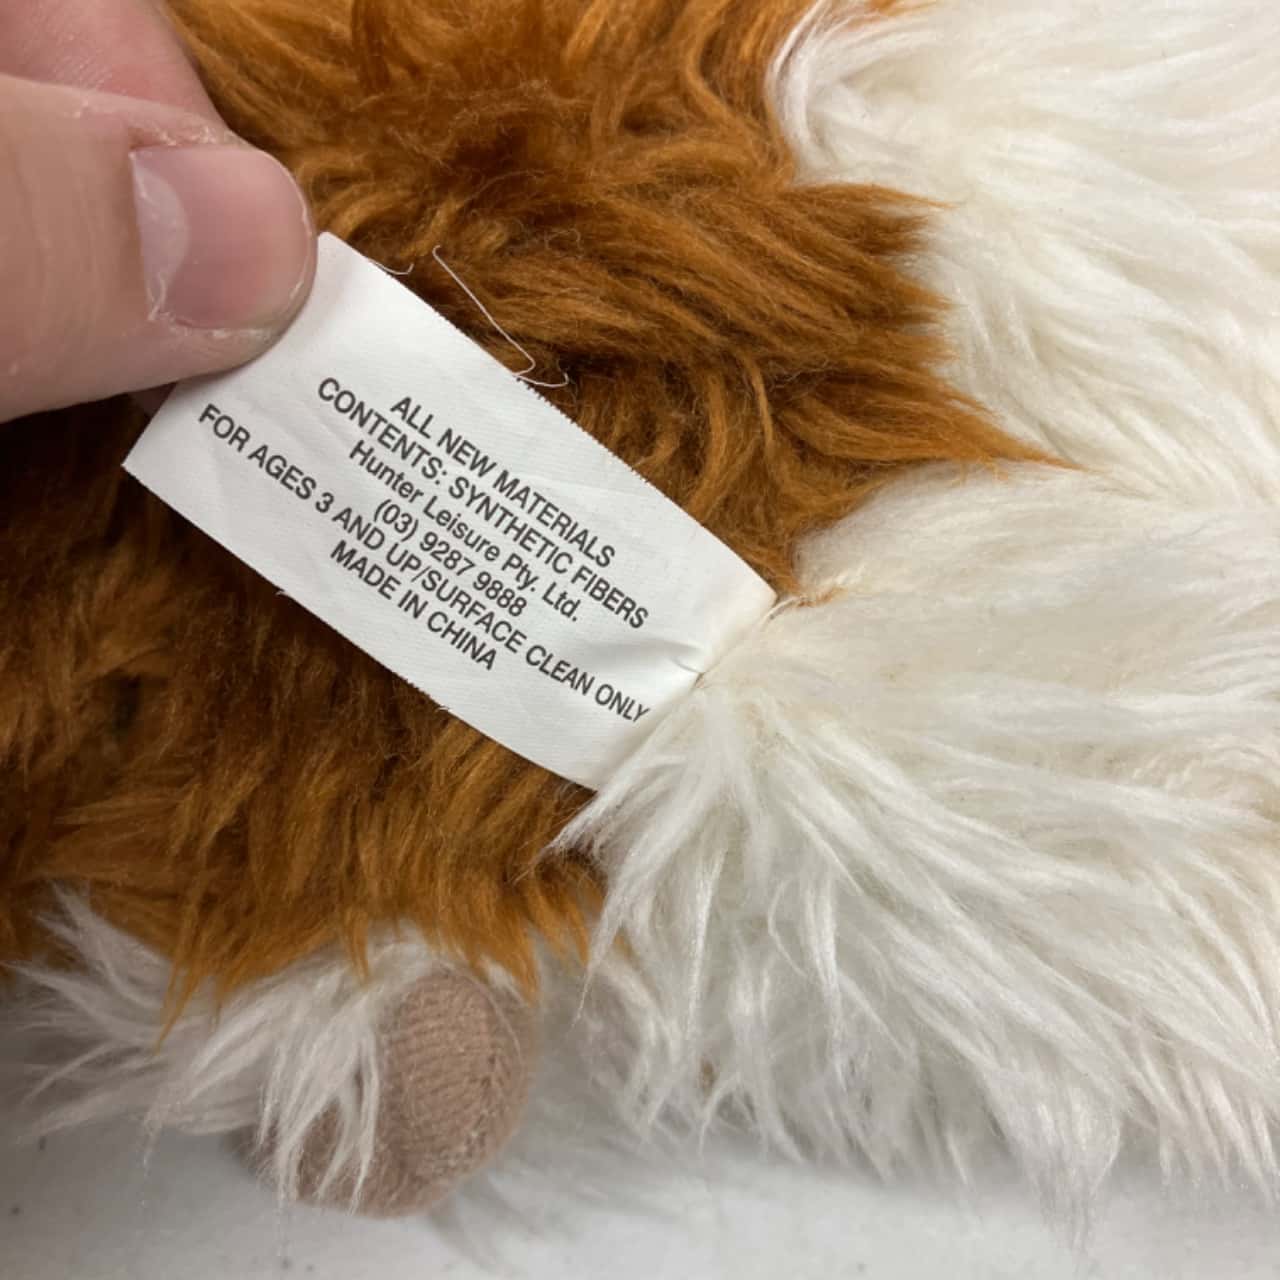 ALL NEW MATERIALS
CONTENTS: SYNTHETIC FIBERS
Hunter Leisure Pty. Ltd.
(03) 9287 9888
FOR AGES 3 AND UP/SURFACE CLEAN ONLY
MADE IN CHINA